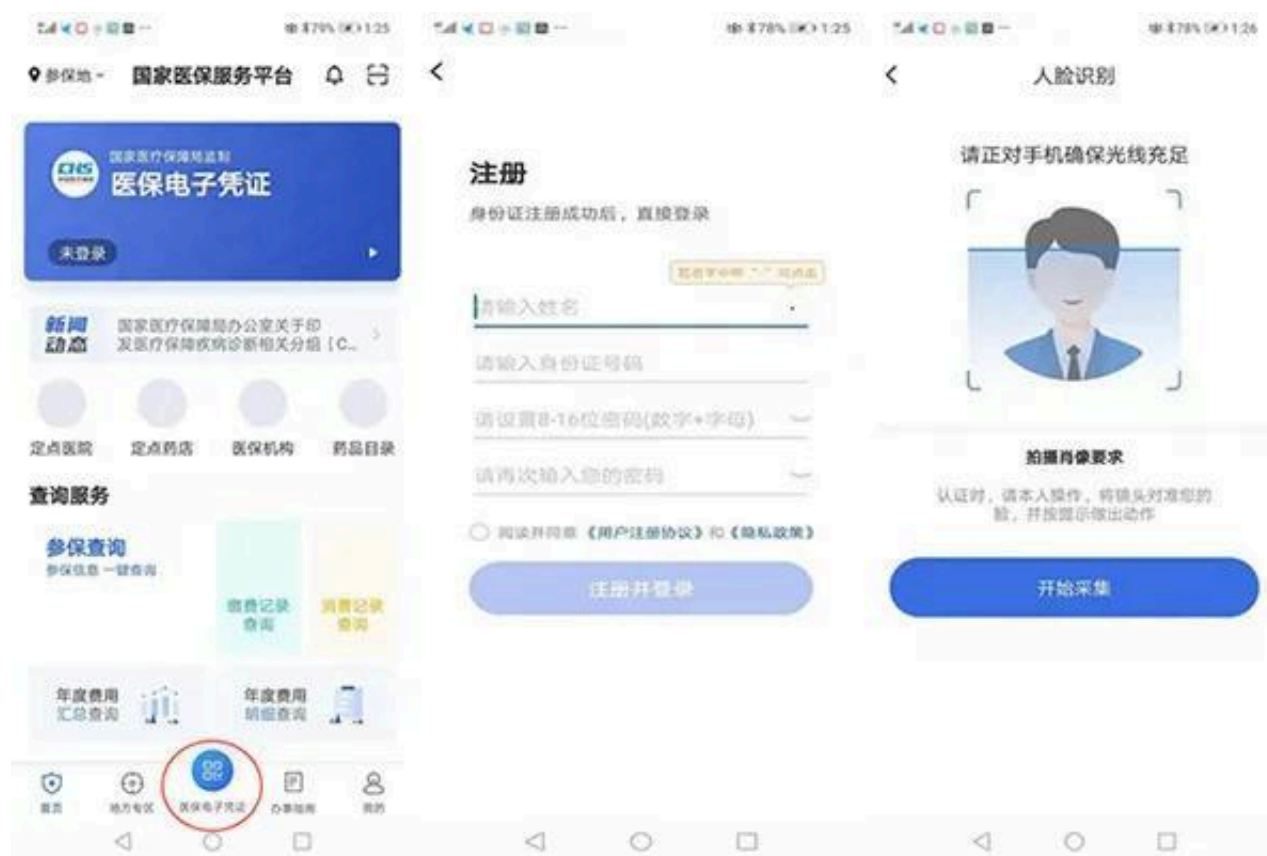 79% 1:25
参保地
国家医保服务平台
CHS
国家医疗保障局监制
医保电子凭证
未登录
新闻
动态
国家医疗保障局办公室关于印
发医疗保障疾病诊断相关分组（C...
定点医院
定点药店
医保机构
药品目录
查询服务
参保查询
参保信息一键查询
缴费记录
查询
消费记录
查询
年度费用
汇总查询
年度费用
明细查询
首页
地方专区
医保电子凭证
办事指南
我的
78% 1:25
注册
身份证注册成功后，直接登录
请输入姓名
请输入身份证号码
请设置8-16位密码(数字+字母)
请再次输入您的密码
阅读并同意《用户注册协议》和《隐私政策》
注册并登录
78% 1:26
人脸识别
请正对手机确保光线充足
拍摄肖像要求
认证时，请本人操作，将镜头对准您的
脸，并按提示做出动作
开始采集